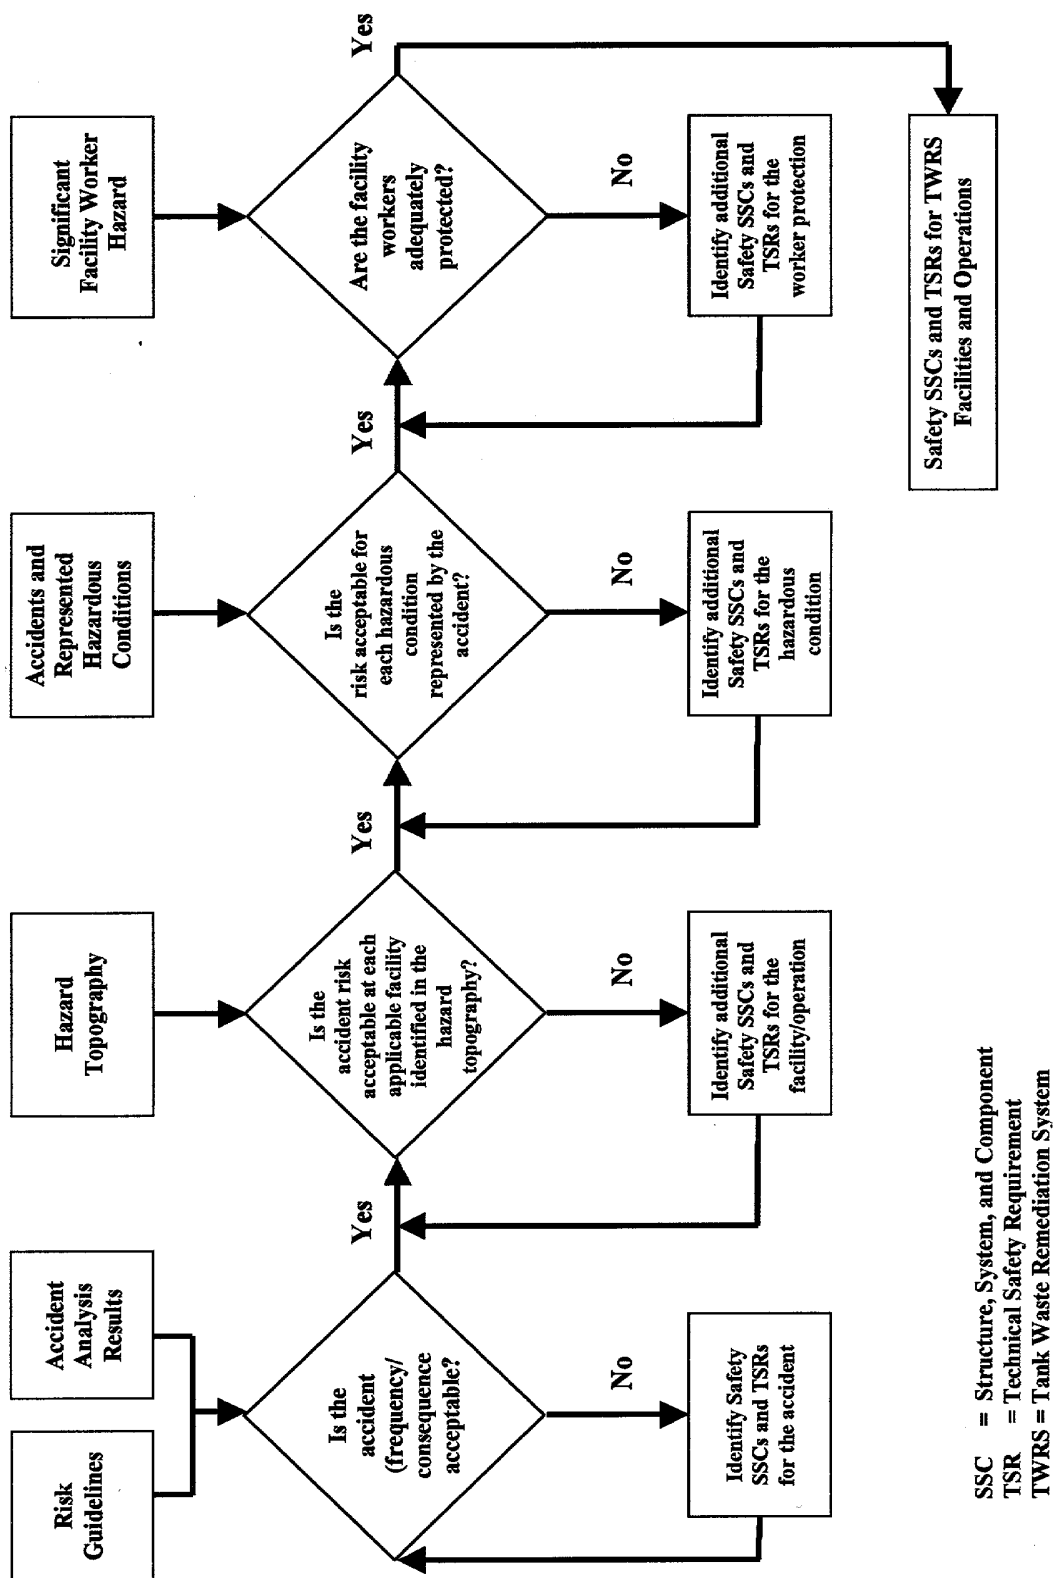 Risk
Guidelines
Accident
Analysis
Results
Hazard
Topography
Accidents and
Represented
Hazardous
Conditions
Significant
Facility Worker
Hazard
Is the
accident
(frequency/
consequence
acceptable?
Yes
Is the
accident risk
acceptable at each
applicable facility
identified in the
hazard
topography?
Yes
Is the
risk acceptable for
each hazardous
condition
represented by the
accident?
Yes
Are the facility
workers
adequately
protected?
Yes
No
No
No
No
Identify Safety
SSCs and TSRs
for the accident
Identify additional
Safety SSCs and
TSRs for the
facility/operation
Identify additional
Safety SSCs and
TSRs for the
hazardous
condition
Identify additional
Safety SSCs and
TSRs for the
worker protection
Safety SSCs and TSRs for TWRS
Facilities and Operations
SSC = Structure, System, and Component
TSR = Technical Safety Requirement
TWRS = Tank Waste Remediation System